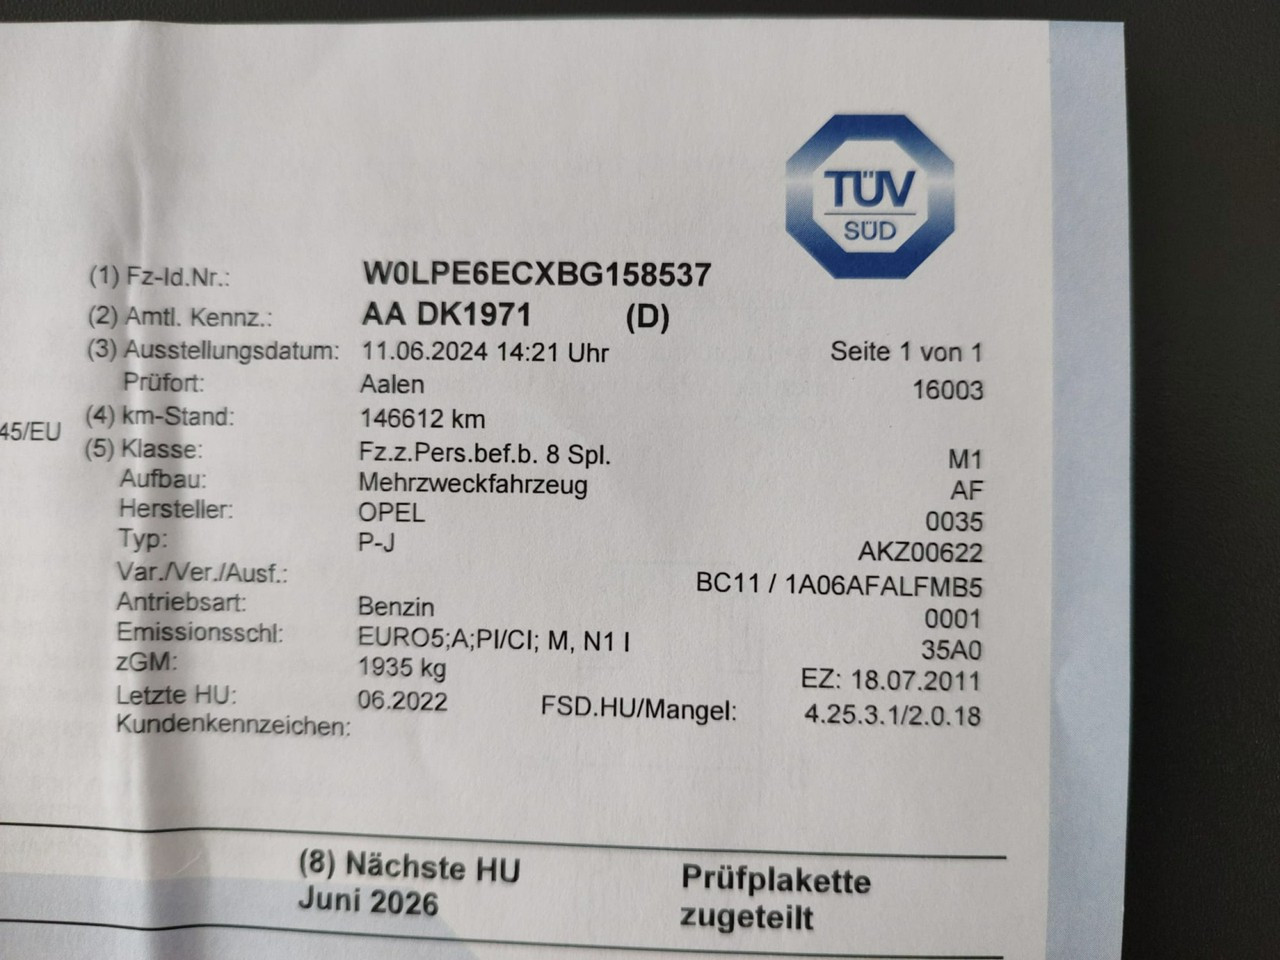 TÜV
SÜD
(1) Fz-Id.Nr.: W0LPE6ECXBG158537
(2) Amtl. Kennz.: AA DK1971 (D)
(3) Ausstellungsdatum: 11.06.2024 14:21 Uhr Seite 1 von 1
Prüfort: Aalen 16003
(4) km-Stand: 146612 km
45/EU
(5) Klasse: Fz.z.Pers.bef.b. 8 Spl. M1
Aufbau: Mehrzweckfahrzeug AF
Hersteller: OPEL 0035
Typ: P-J AKZ00622
Var./Ver./Ausf.: BC11 / 1A06AFALFMB5
Antriebsart: Benzin 0001
Emissionsschl: EURO5;A;PI/CI; M, N1 I 35A0
zGM: 1935 kg EZ: 18.07.2011
Letzte HU: 06.2022 FSD.HU/Mangel: 4.25.3.1/2.0.18
Kundenkennzeichen:
(8) Nächste HU Prüfplakette
Juni 2026 zugeteilt